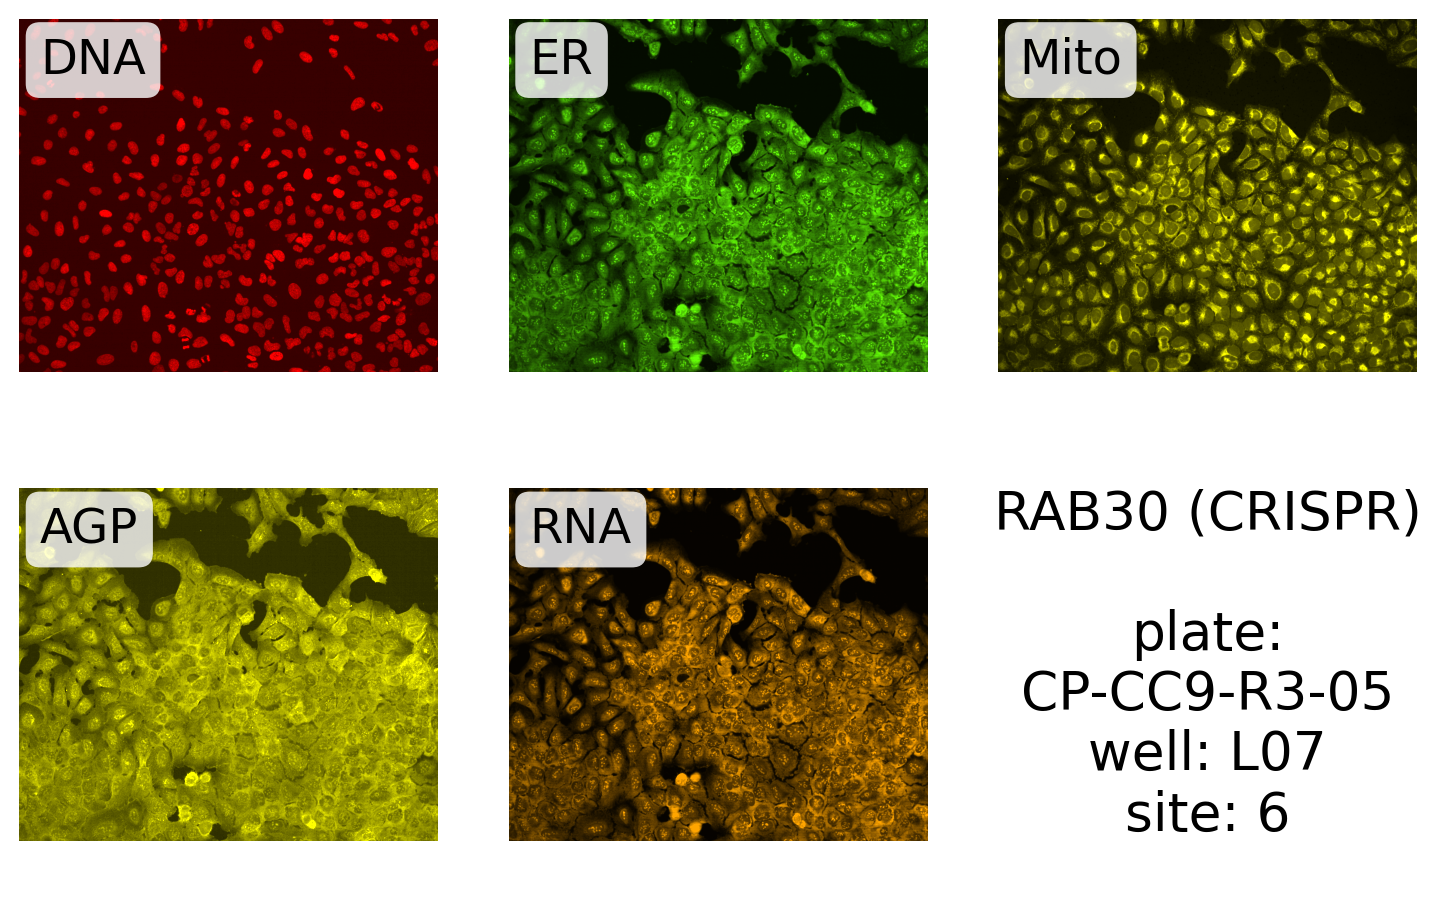 DNA
ER
Mito
AGP
RNA
RAB30 (CRISPR)
plate:
CP-CC9-R3-05
well: L07
site: 6